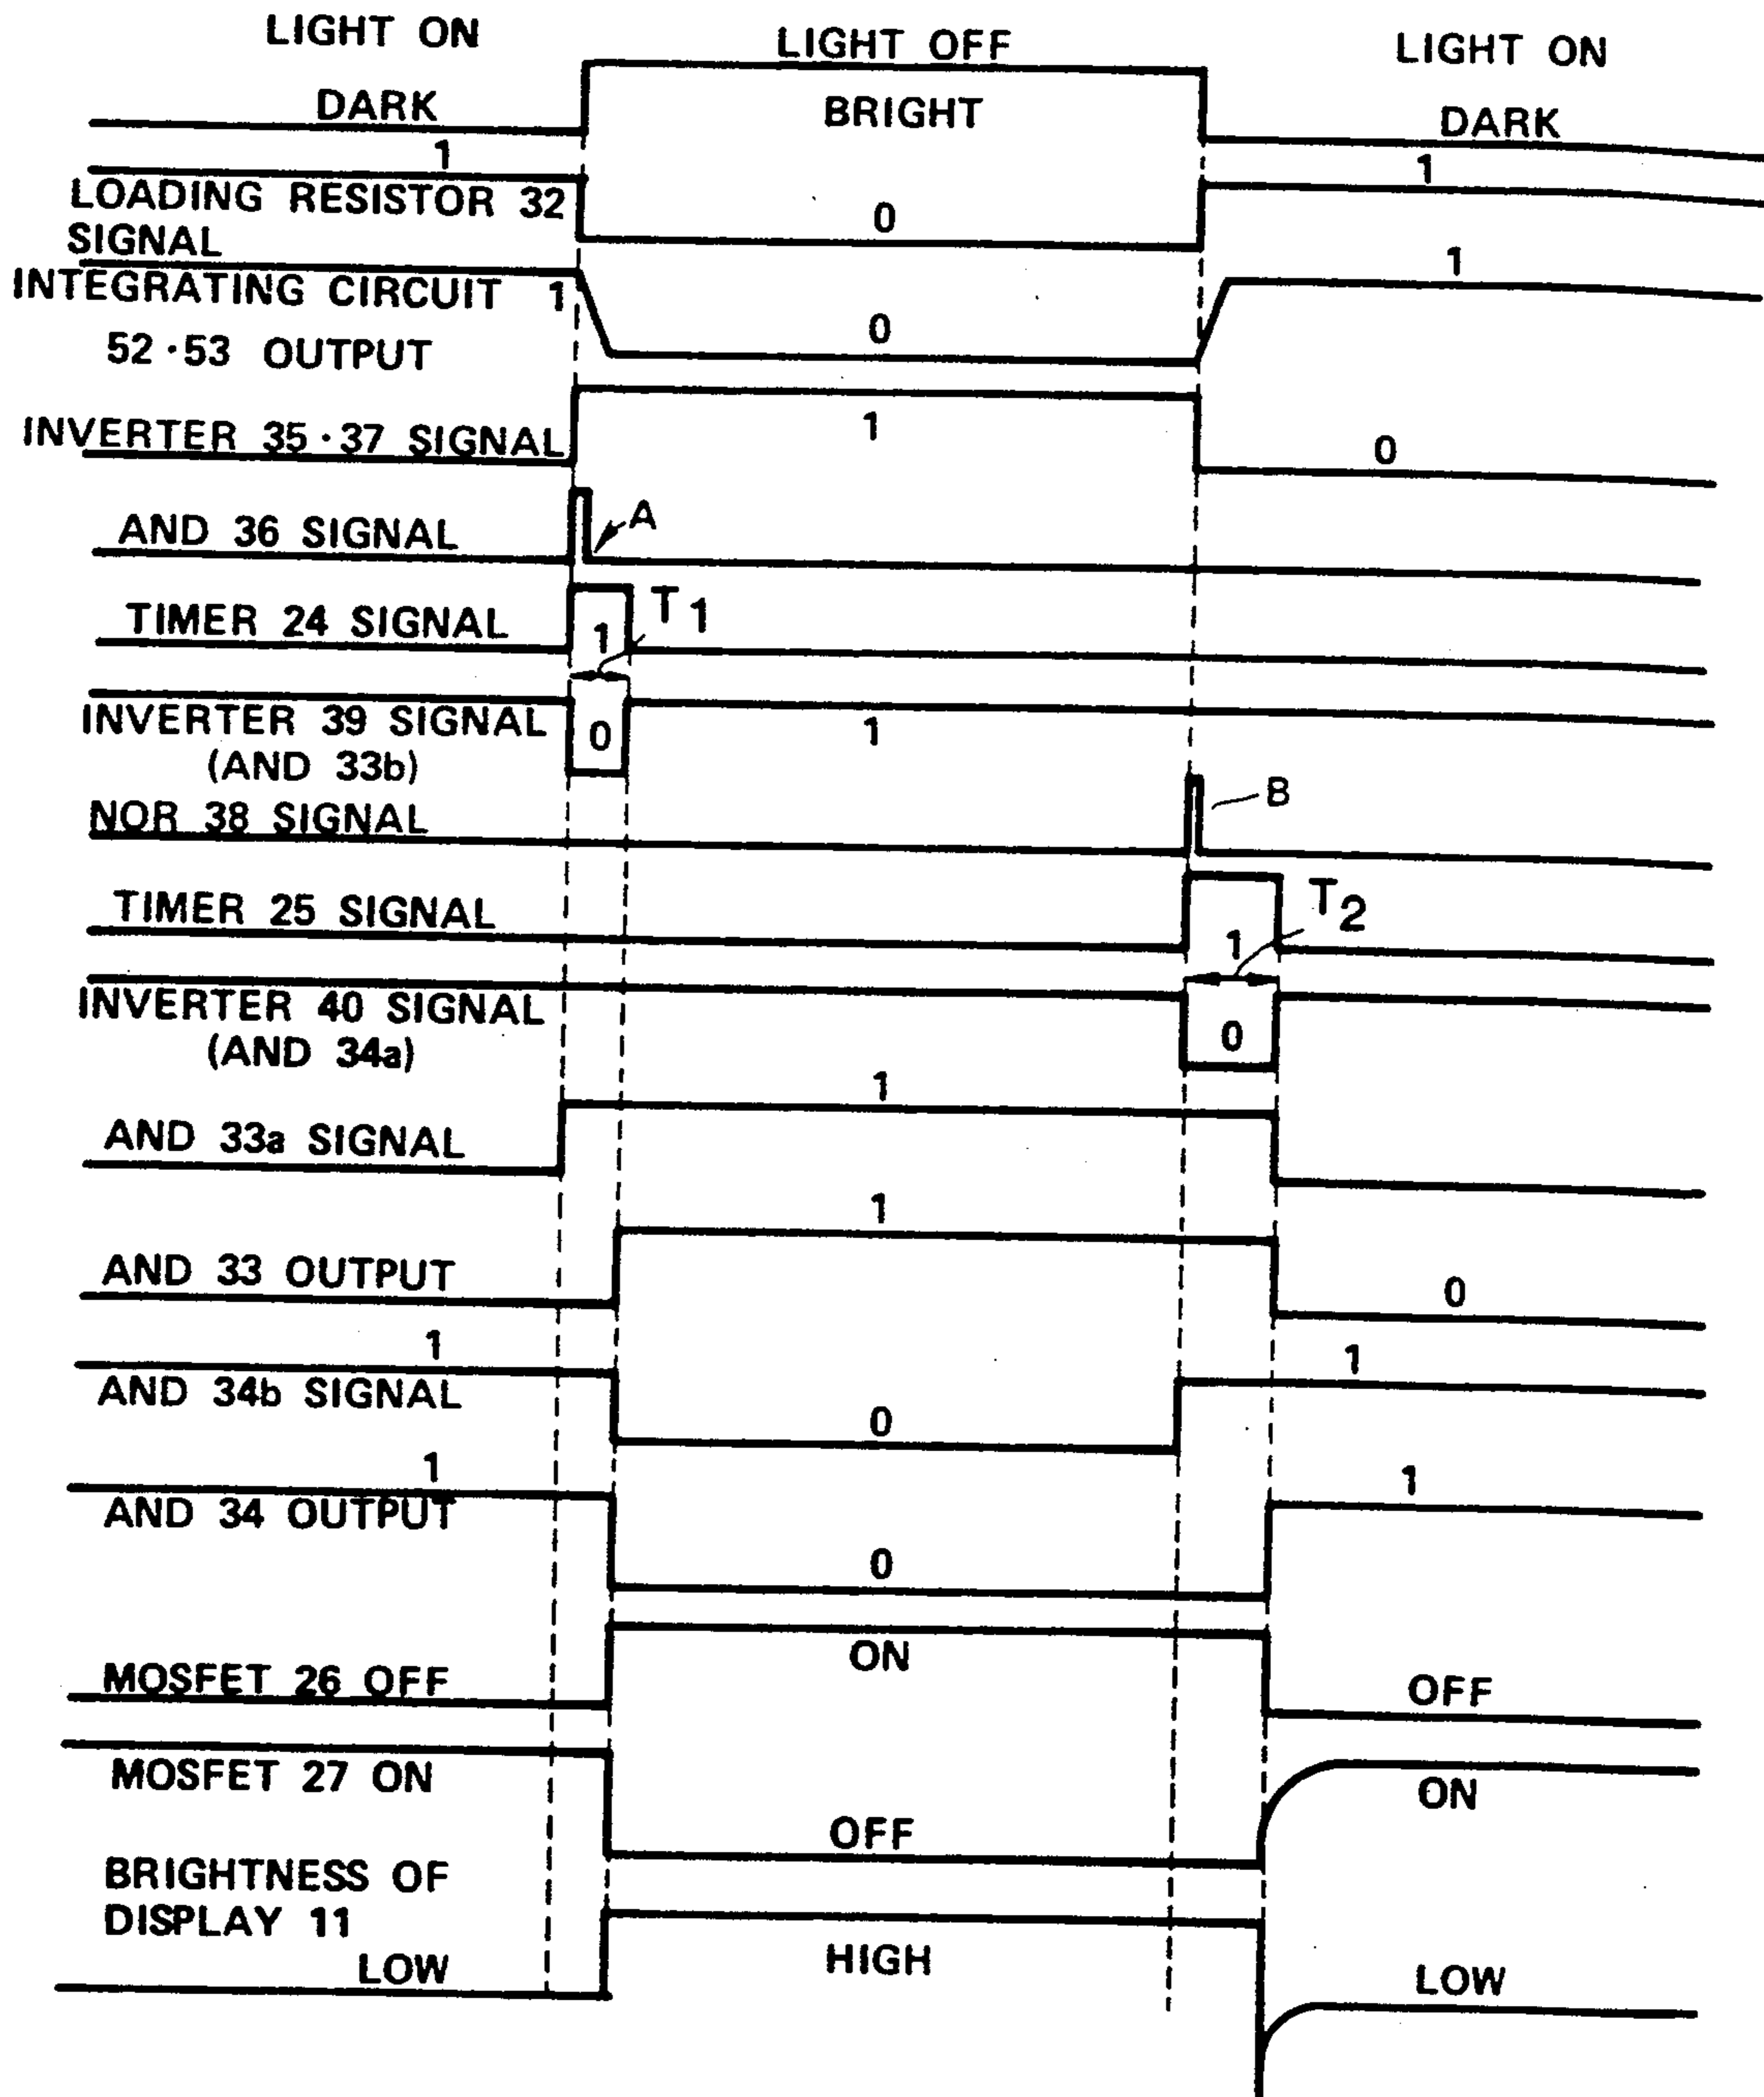 LIGHT ON LIGHT OFF LIGHT ON
DARK BRIGHT DARK
1 1
LOADING RESISTOR 32 0
SIGNAL
1
INTEGRATING CIRCUIT 1
0
52·53 OUTPUT
INVERTER 35·37 SIGNAL 1 0
AND 36 SIGNAL A
TIMER 24 SIGNAL 1 T1
INVERTER 39 SIGNAL 0 1
(AND 33b)
NOR 38 SIGNAL B
TIMER 25 SIGNAL 1 T2
INVERTER 40 SIGNAL 0
(AND 34a)
1
AND 33a SIGNAL
1
AND 33 OUTPUT 0
1 1
AND 34b SIGNAL 0
1 1
AND 34 OUTPUT
0
ON
MOSFET 26 OFF OFF
MOSFET 27 ON ON
OFF
BRIGHTNESS OF
DISPLAY 11
LOW HIGH LOW